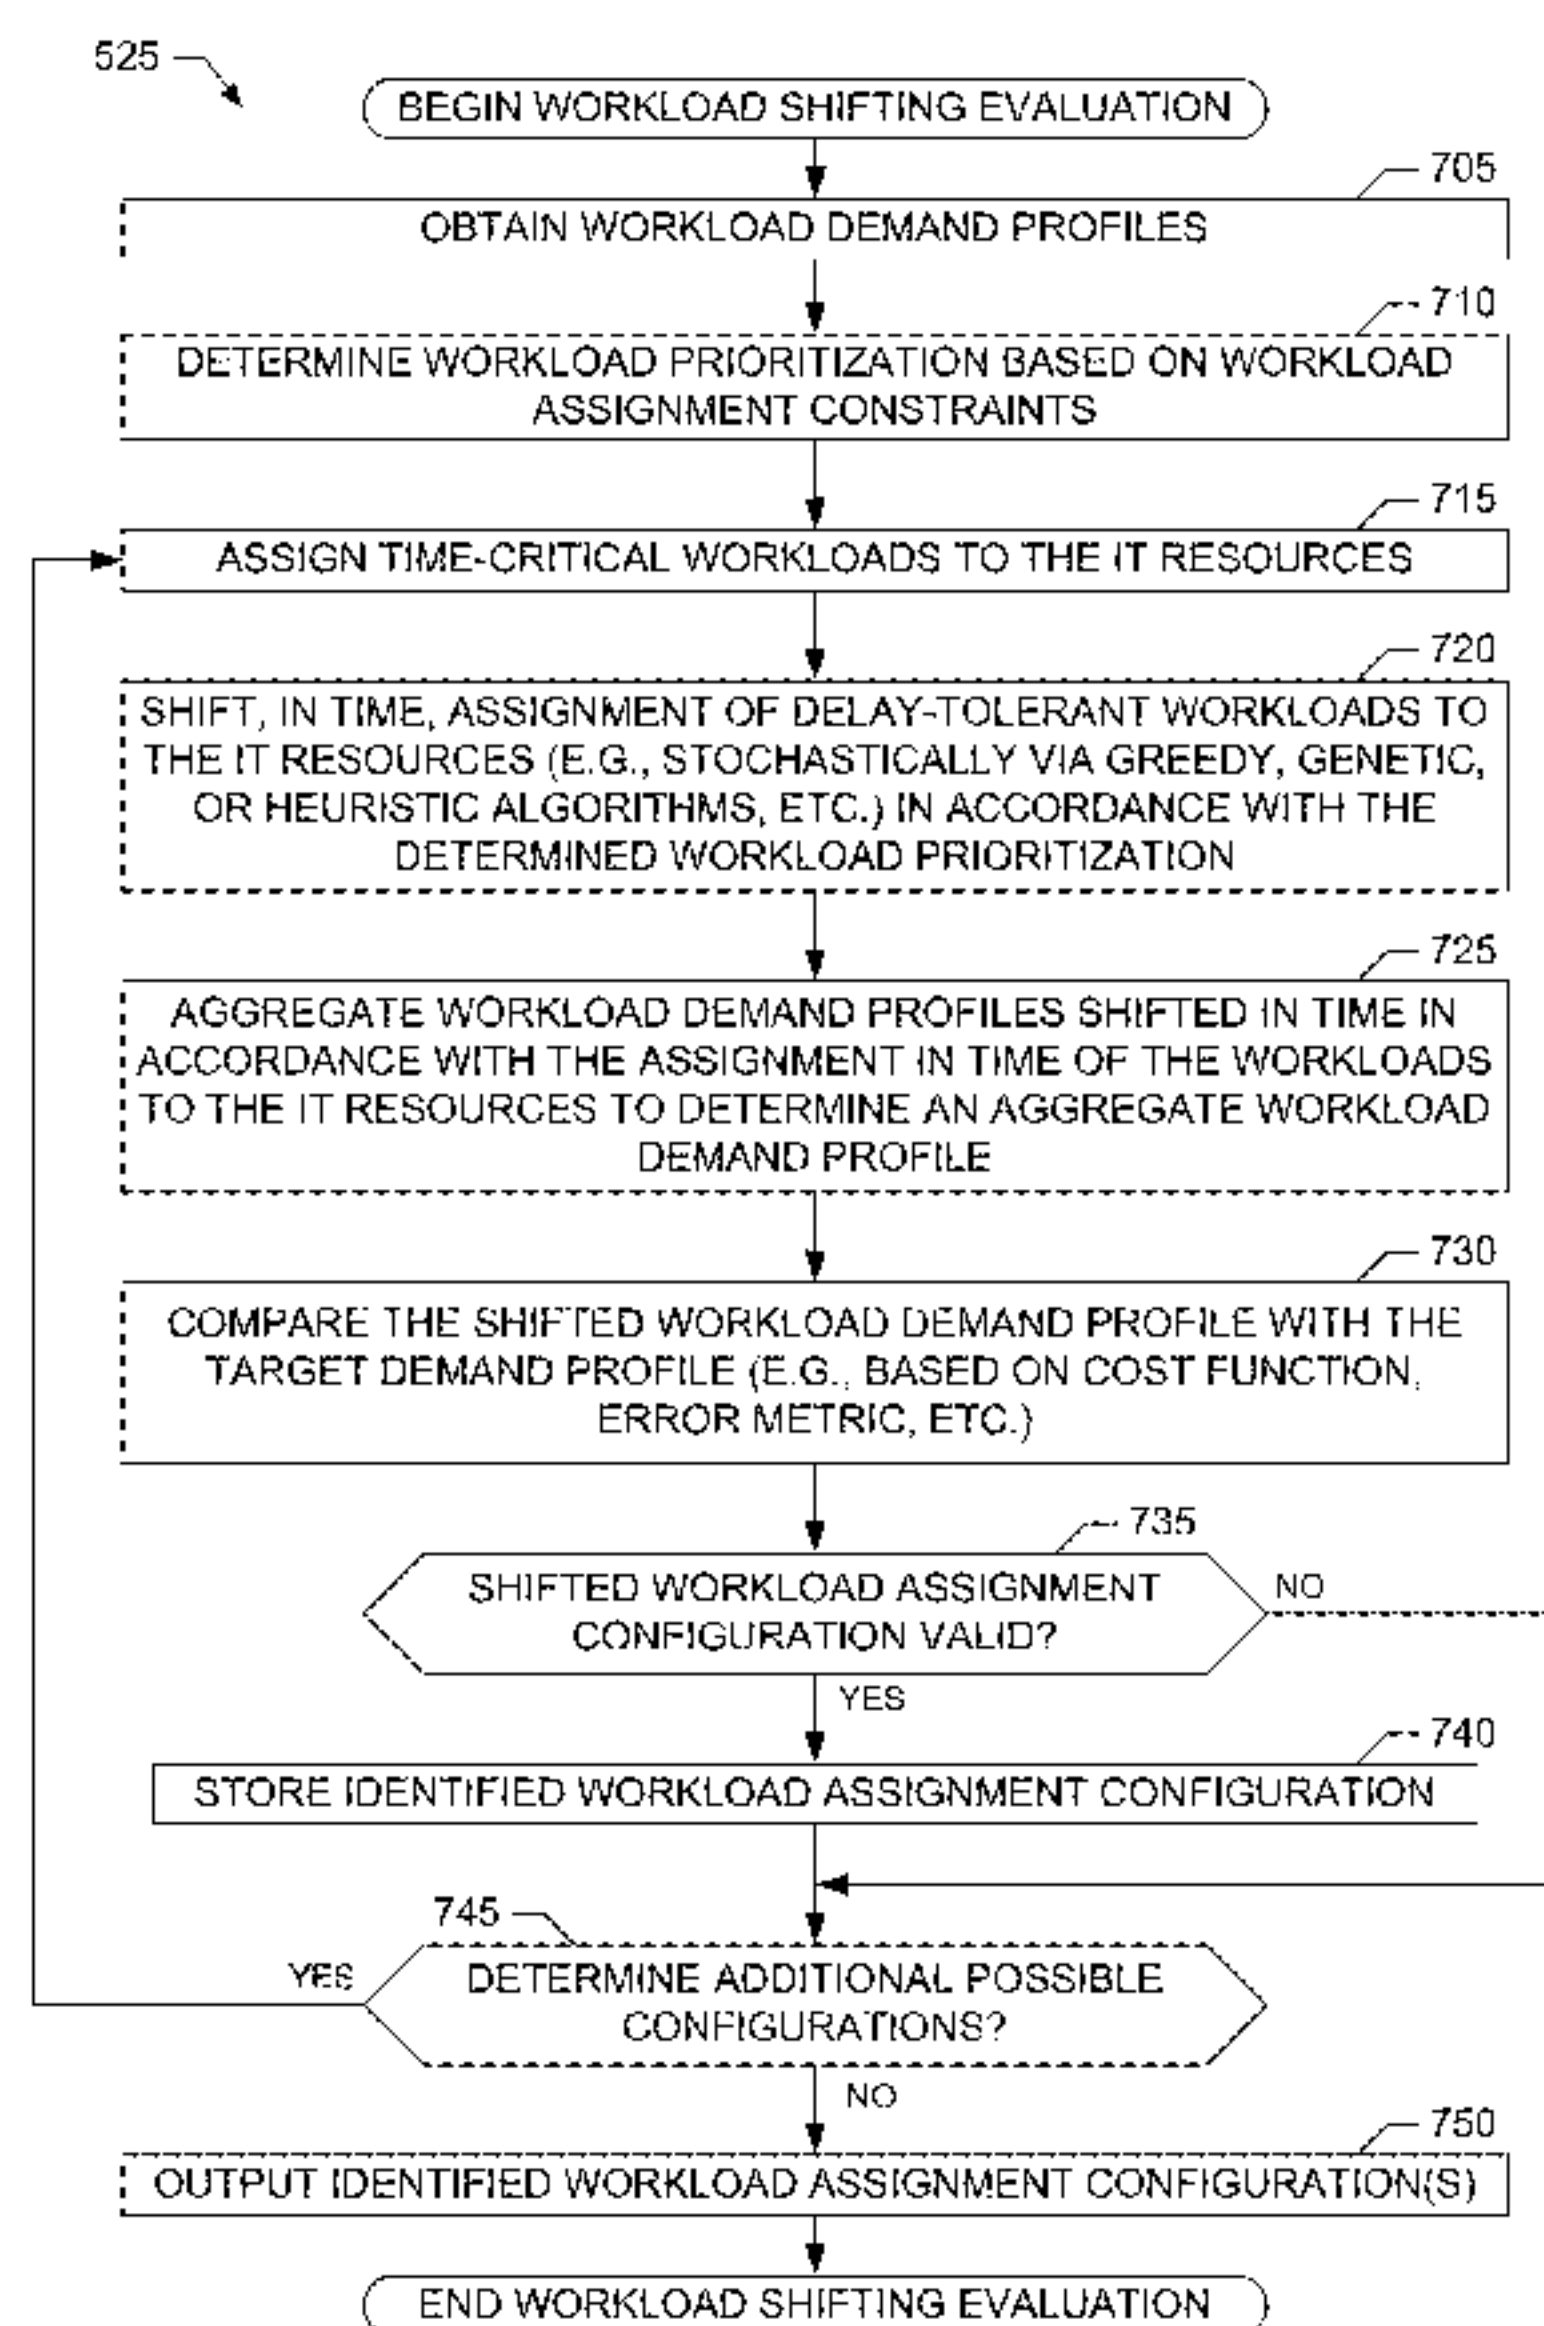 525
BEGIN WORKLOAD SHIFTING EVALUATION
705
OBTAIN WORKLOAD DEMAND PROFILES
710
DETERMINE WORKLOAD PRIORITIZATION BASED ON WORKLOAD
ASSIGNMENT CONSTRAINTS
715
ASSIGN TIME-CRITICAL WORKLOADS TO THE IT RESOURCES
720
SHIFT, IN TIME, ASSIGNMENT OF DELAY-TOLERANT WORKLOADS TO
THE IT RESOURCES (E.G., STOCHASTICALLY VIA GREEDY, GENETIC,
OR HEURISTIC ALGORITHMS, ETC.) IN ACCORDANCE WITH THE
DETERMINED WORKLOAD PRIORITIZATION
725
AGGREGATE WORKLOAD DEMAND PROFILES SHIFTED IN TIME IN
ACCORDANCE WITH THE ASSIGNMENT IN TIME OF THE WORKLOADS
TO THE IT RESOURCES TO DETERMINE AN AGGREGATE WORKLOAD
DEMAND PROFILE
730
COMPARE THE SHIFTED WORKLOAD DEMAND PROFILE WITH THE
TARGET DEMAND PROFILE (E.G., BASED ON COST FUNCTION,
ERROR METRIC, ETC.)
735
SHIFTED WORKLOAD ASSIGNMENT
CONFIGURATION VALID?
NO
YES
740
STORE IDENTIFIED WORKLOAD ASSIGNMENT CONFIGURATION
745
YES
DETERMINE ADDITIONAL POSSIBLE
CONFIGURATIONS?
NO
750
OUTPUT IDENTIFIED WORKLOAD ASSIGNMENT CONFIGURATION(S)
END WORKLOAD SHIFTING EVALUATION